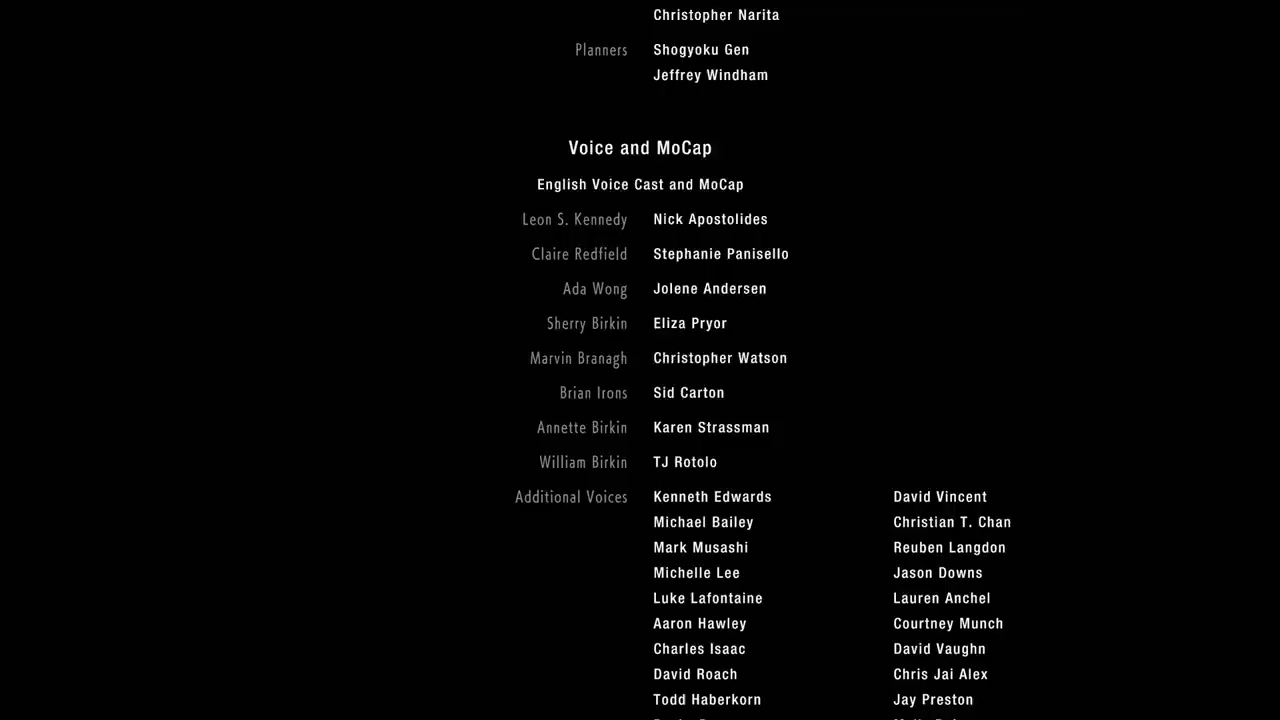 Christopher Narita
Planners Shogyoku Gen
Jeffrey Windham
Voice and MoCap
English Voice Cast and MoCap
Leon S. Kennedy Nick Apostolides
Claire Redfield Stephanie Panisello
Ada Wong Jolene Andersen
Sherry Birkin Eliza Pryor
Marvin Branagh Christopher Watson
Brian Irons Sid Carton
Annette Birkin Karen Strassman
William Birkin TJ Rotolo
Additional Voices Kenneth Edwards David Vincent
Michael Bailey Christian T. Chan
Mark Musashi Reuben Langdon
Michelle Lee Jason Downs
Luke Lafontaine Lauren Anchel
Aaron Hawley Courtney Munch
Charles Isaac David Vaughn
David Roach Chris Jai Alex
Todd Haberkorn Jay Preston